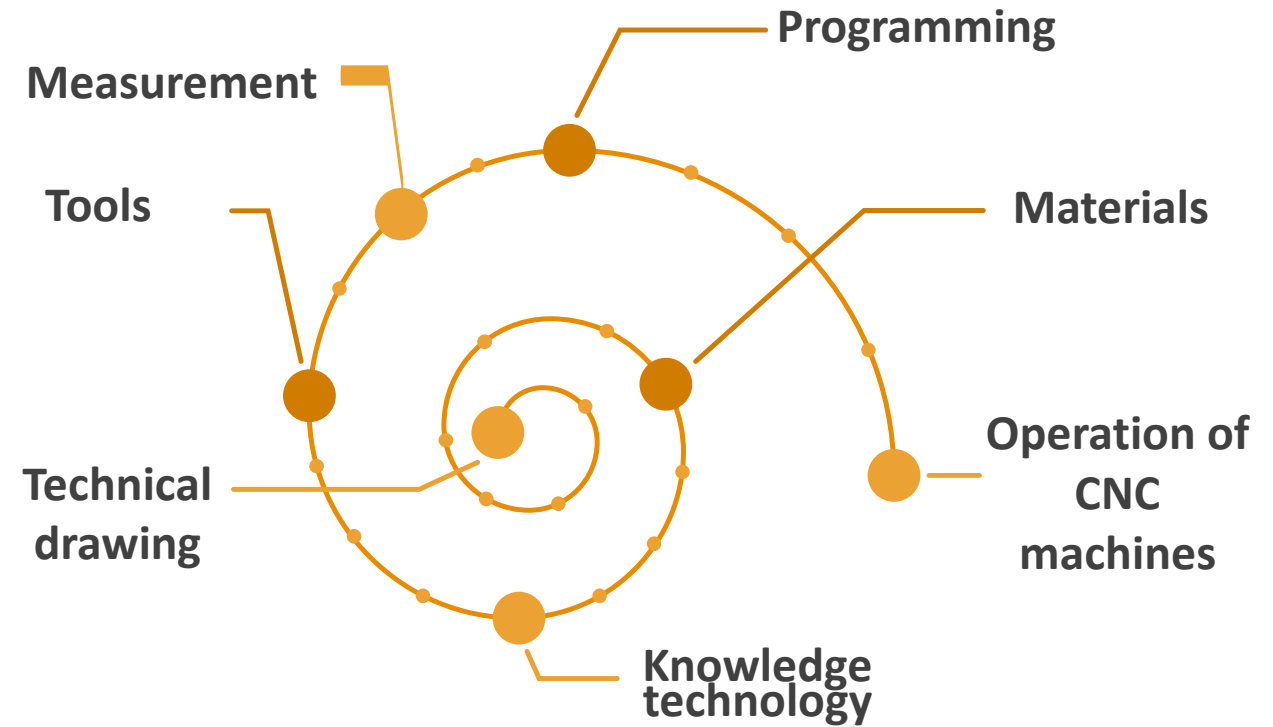 Programming
Measurement
Tools
Materials
Operation of
CNC
machines
Technical
drawing
Knowledge
technology